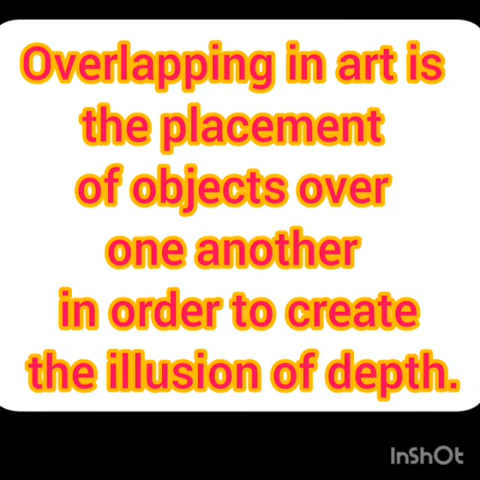 Overlapping in art is
the placement
of objects over
one another
in order to create
the illusion of depth.
InShOt